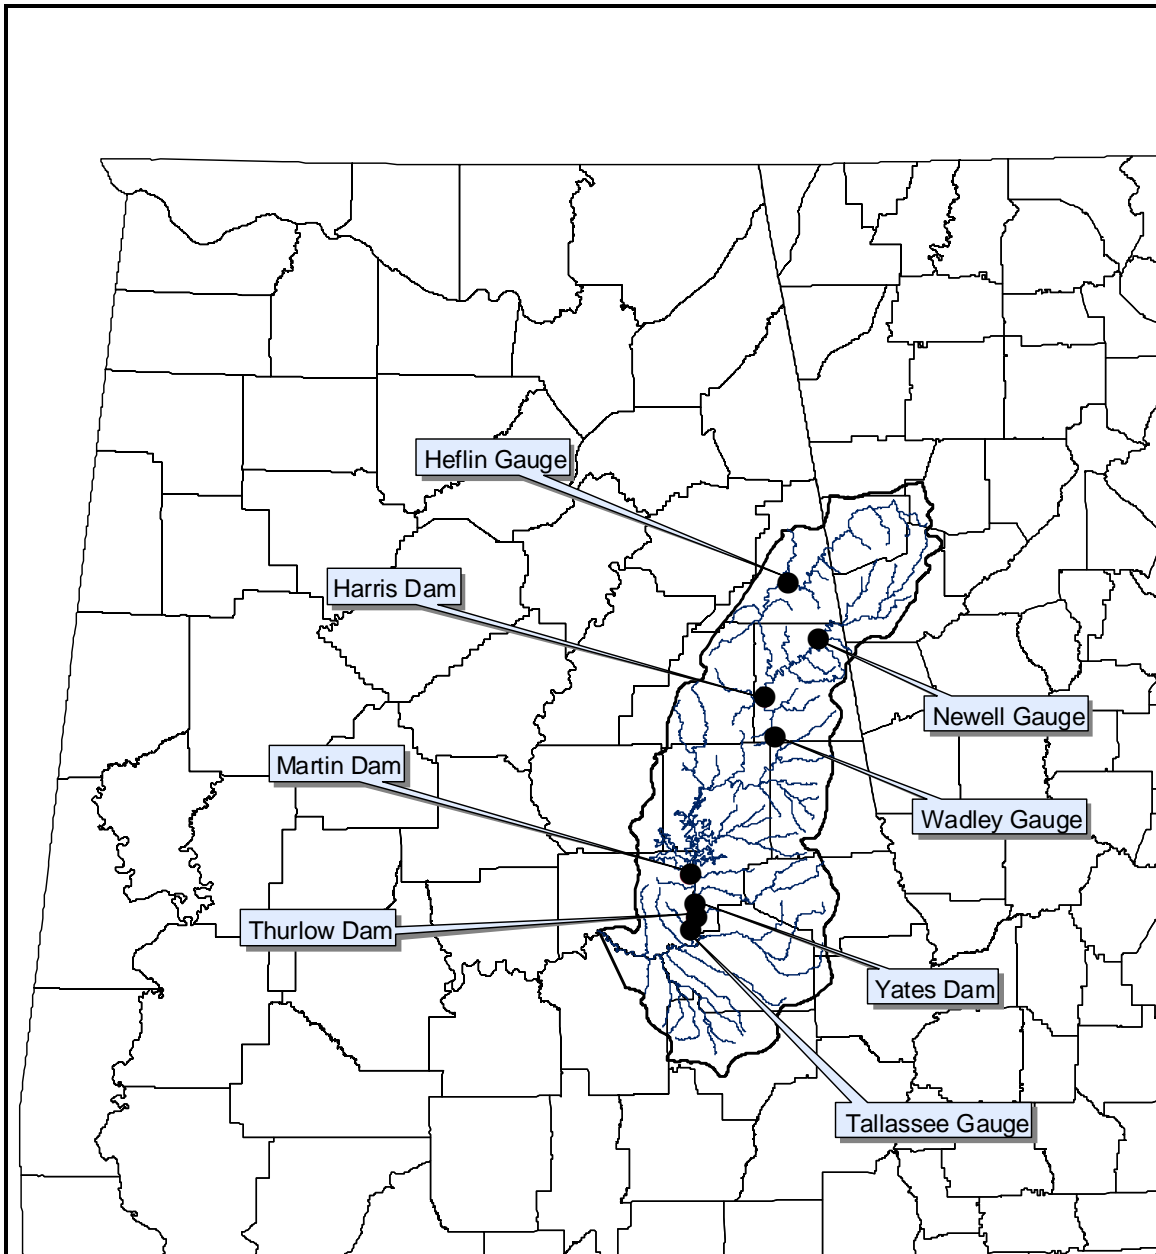 Heflin Gauge
Harris Dam
Newell Gauge
Martin Dam
Wadley Gauge
Thurlow Dam
Yates Dam
Tallassee Gauge